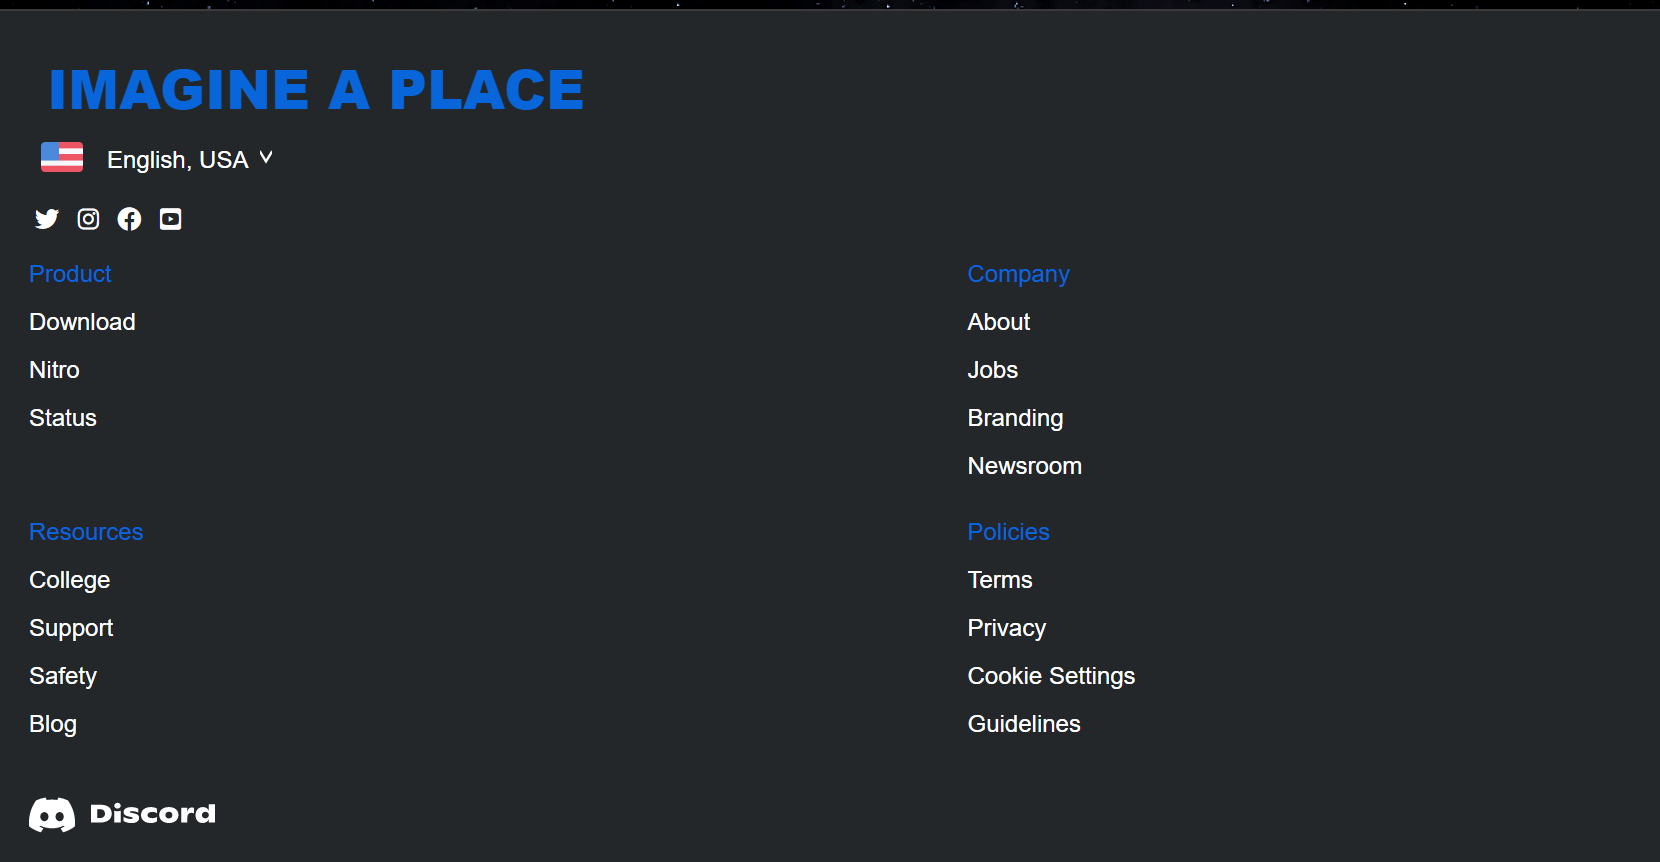 IMAGINE A PLACE
English, USA
Product
Download
Nitro
Status
Company
About
Jobs
Branding
Newsroom
Resources
College
Support
Safety
Blog
Policies
Terms
Privacy
Cookie Settings
Guidelines
Discord